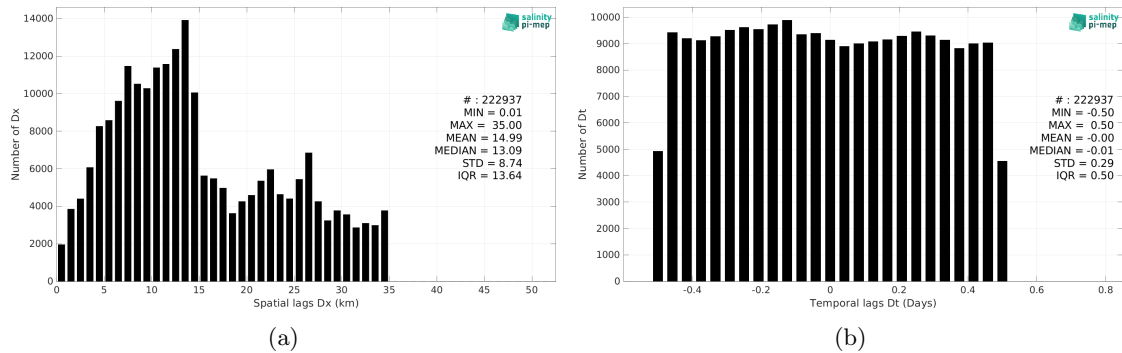 14000
12000
10000
8000
6000
4000
2000
0
Number of Dx
0 5 10 15 20 25 30 35 40 45 50
Spatial lags Dx (km)
salinity
pi-mep
# : 222937
MIN = 0.01
MAX = 35.00
MEAN = 14.99
MEDIAN = 13.09
STD = 8.74
IQR = 13.64
(a)
10000
9000
8000
7000
6000
5000
4000
3000
2000
1000
0
Number of Dt
-0.4 -0.2 0 0.2 0.4 0.6 0.8
Temporal lags Dt (Days)
salinity
pi-mep
# : 222937
MIN = -0.50
MAX = 0.50
MEAN = -0.00
MEDIAN = -0.01
STD = 0.29
IQR = 0.50
(b)